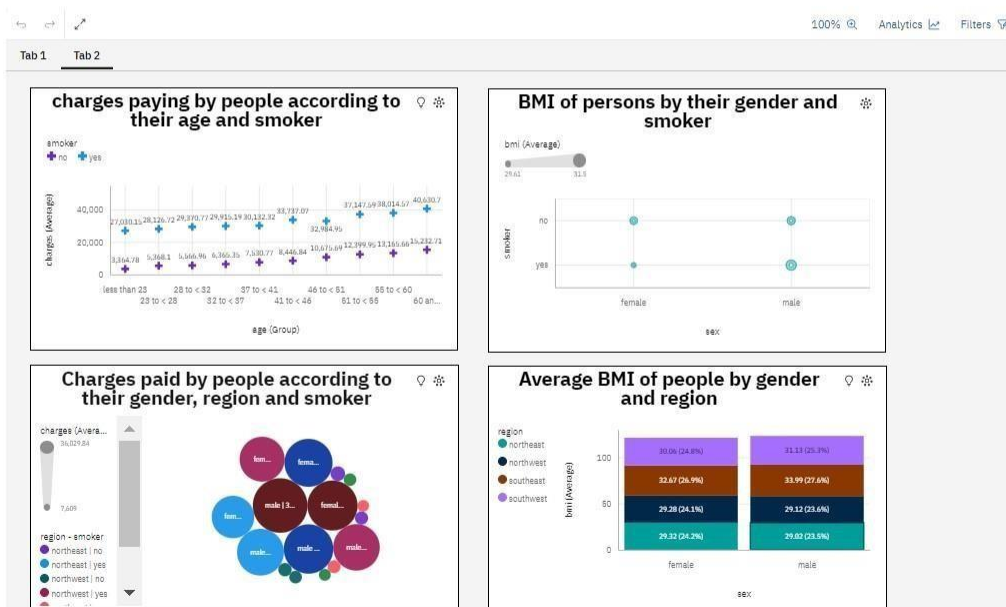 100% Analytics Filters
Tab 1 Tab 2
charges paying by people according to
their age and smoker
smoker
no yes
charges (Average)
40,000
20,000
0
27,030.15 28,126.72 29,370.77 29,915.19 30,132.32 33,737.07 32,984.95 37,147.59 38,014.57 40,630.7
3,364.78 5,368.1 5,566.96 6,365.35 7,530.77 8,446.84 10,675.69 12,399.95 13,165.66 15,232.71
less than 23 28 to < 32 37 to < 41 46 to < 51 55 to < 60
23 to < 28 32 to < 37 41 to < 46 51 to < 55 60 an...
age (Group)
BMI of persons by their gender and
smoker
bmi (Average)
29.61 31.5
smoker
no
yes
female male
sex
Charges paid by people according to
their gender, region and smoker
charges (Avera...
36,029.84
7,609
region - smoker
northeast | no
northeast | yes
northwest | no
northwest | yes
fem... fema...
male | 3... femal...
fem...
male... male ... male...
Average BMI of people by gender
and region
region
northeast
northwest
southeast
southwest
bmi (Average)
100
50
0
30.06 (24.8%) 31.13 (25.3%)
32.67 (26.9%) 33.99 (27.6%)
29.28 (24.1%) 29.12 (23.6%)
29.32 (24.2%) 29.02 (23.5%)
female male
sex